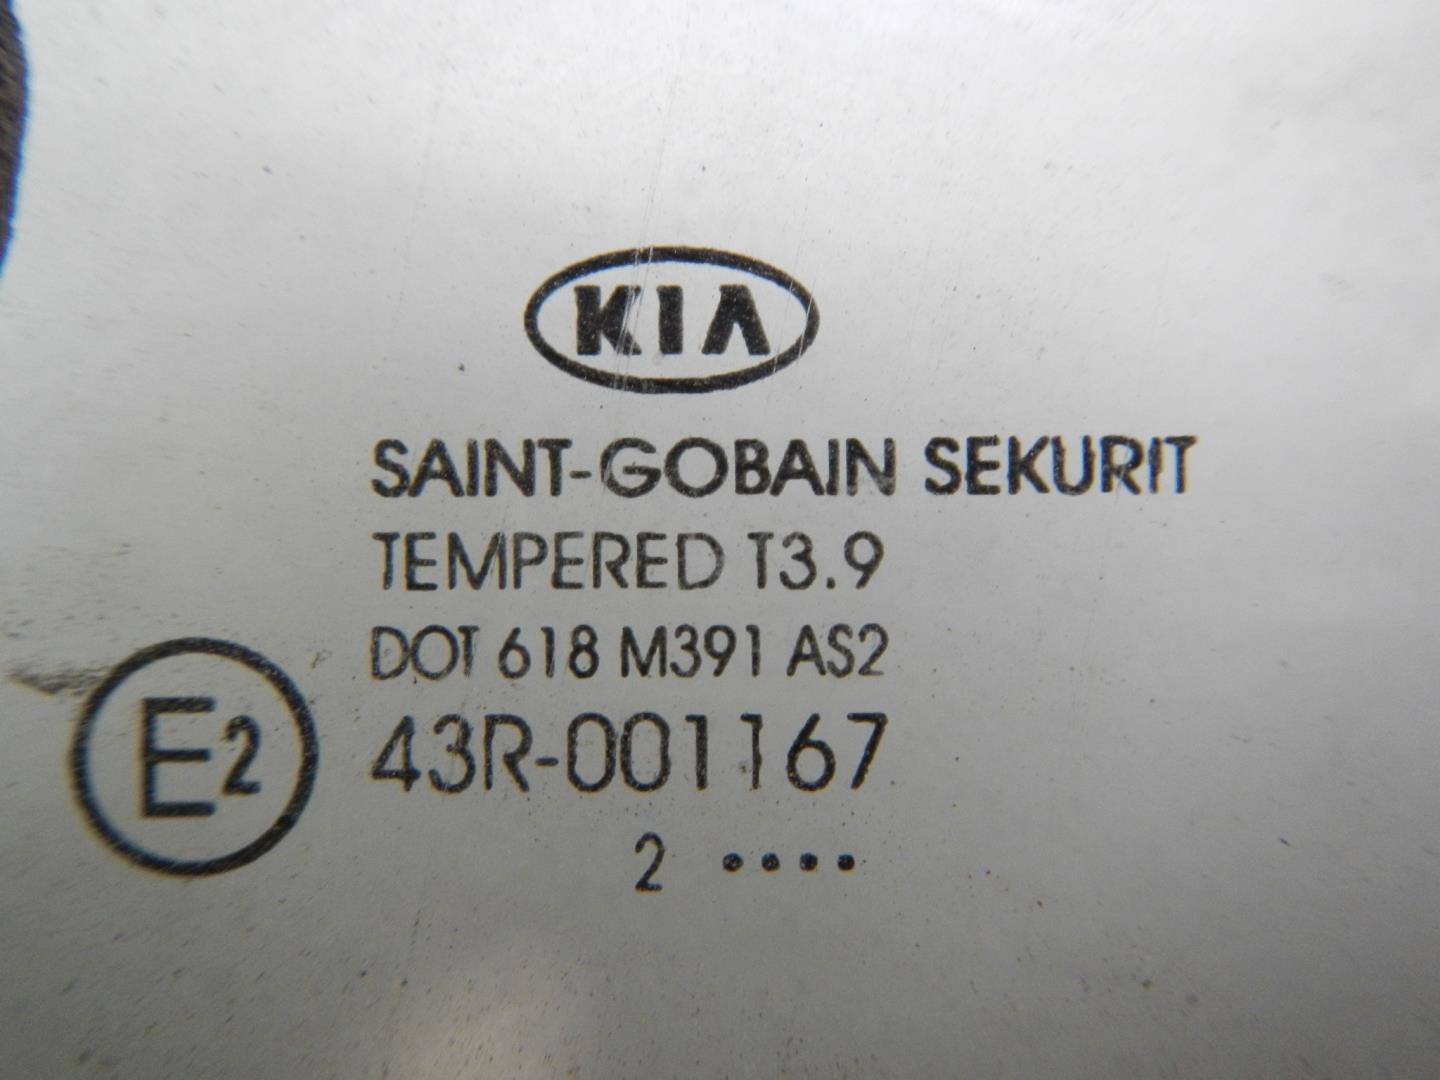 KIA
SAINT-GOBAIN SEKURIT
TEMPERED T3.9
DOT 618 M391 AS2
E2 43R-001167
2 ····